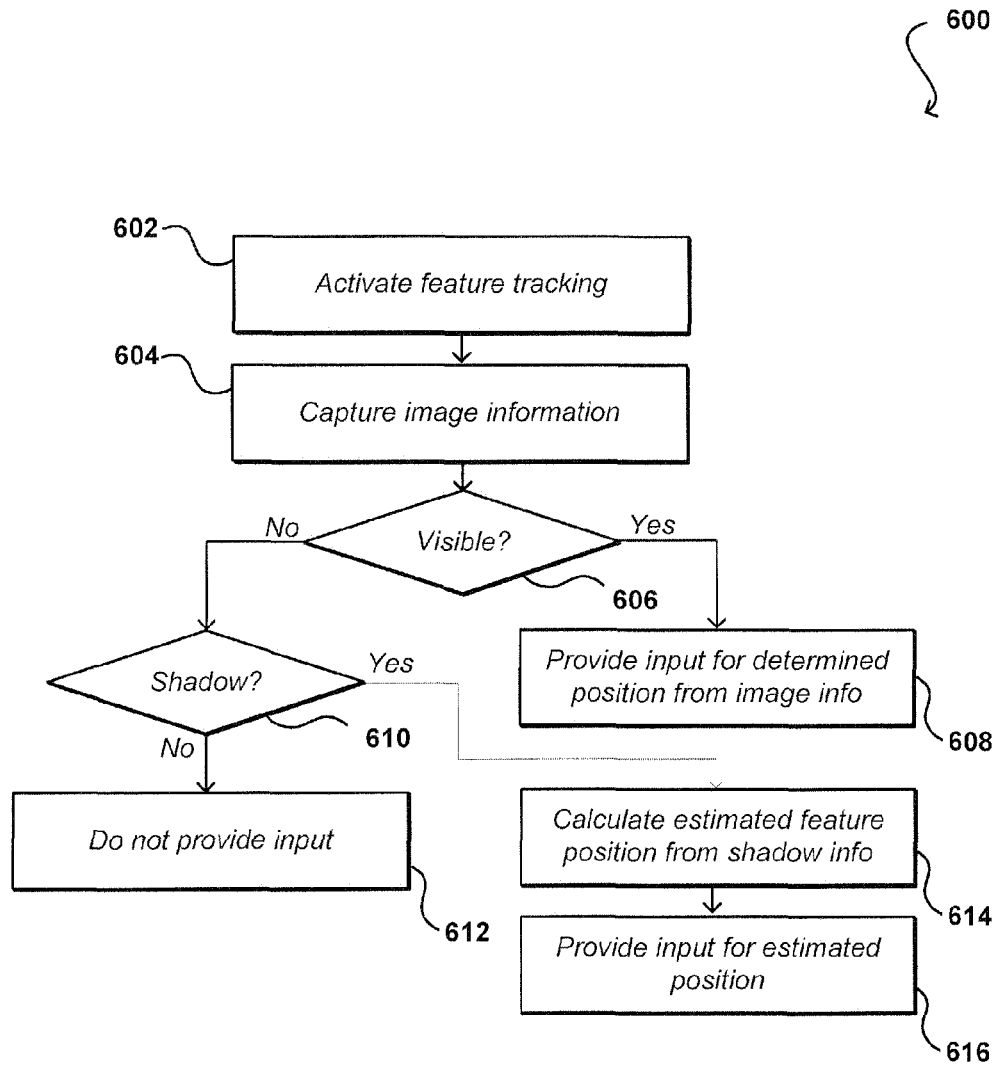 600
602
Activate feature tracking
604
Capture image information
No
Visible?
Yes
606
Shadow?
Yes
Provide input for determined
position from image info
608
610
No
Do not provide input
612
Calculate estimated feature
position from shadow info
614
Provide input for estimated
position
616